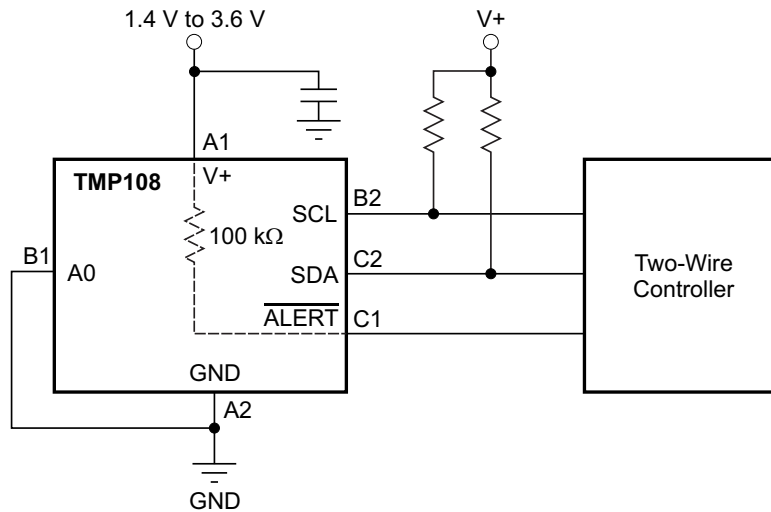 1.4 V to 3.6 V
V+
A1
TMP108
V+
B2
SCL
100 kΩ
B1
A0
C2
SDA
Two-Wire
Controller
ALERT
C1
GND
A2
GND